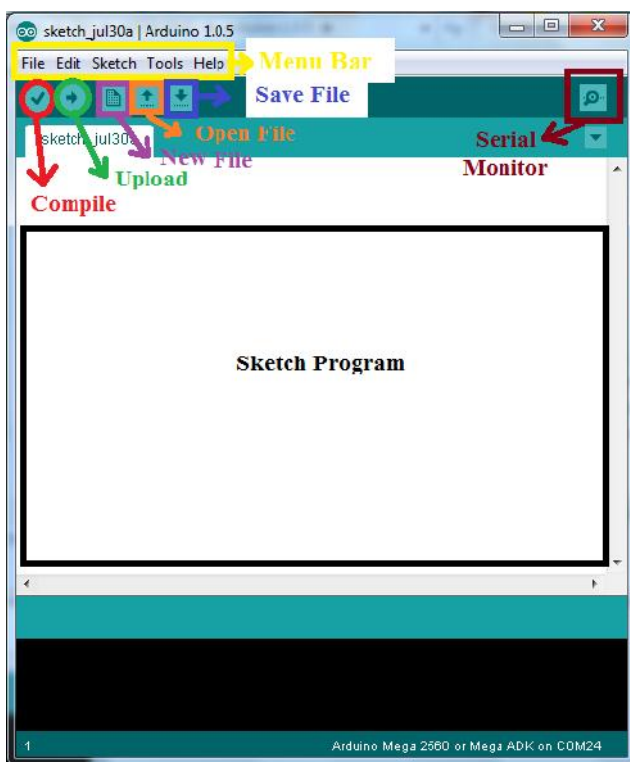 sketch_jul30a | Arduino 1.0.5
File Edit Sketch Tools Help
Menu Bar
Save File
Open File
New File
Upload
Compile
Serial
Monitor
Sketch Program
1
Arduino Mega 2560 or Mega ADK on COM24